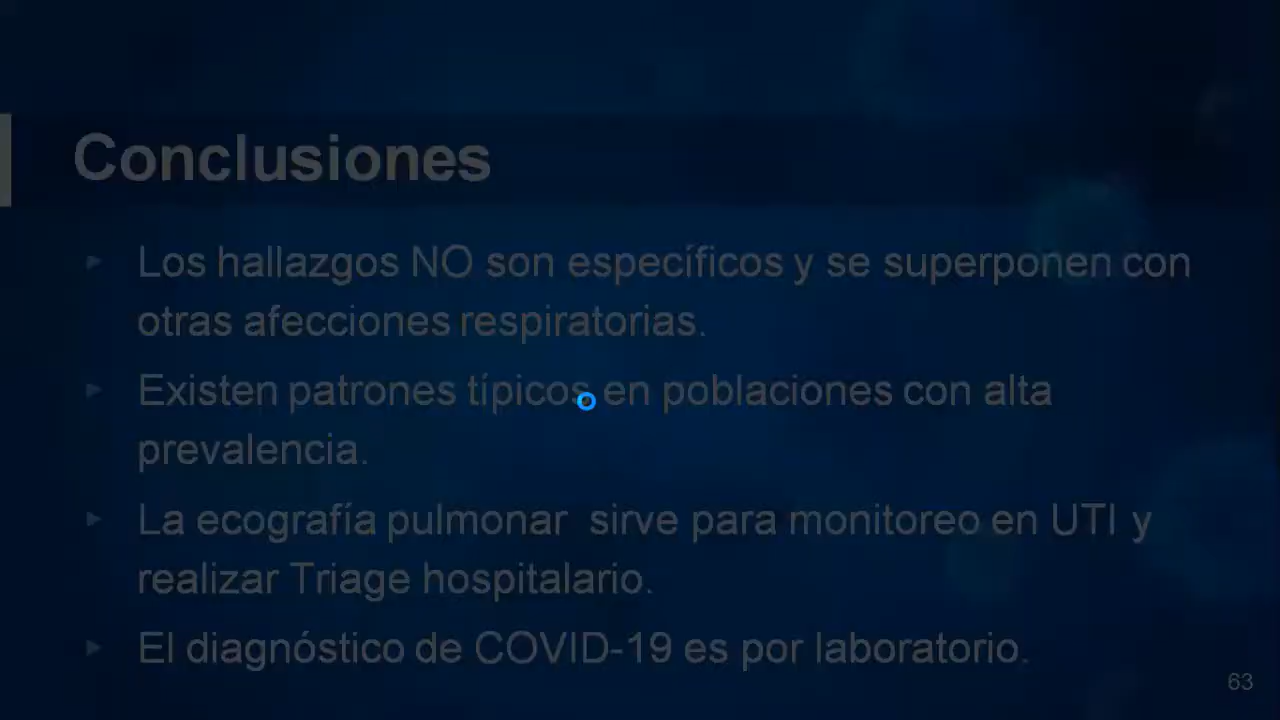 Conclusiones
Los hallazgos NO son específicos y se superponen con
otras afecciones respiratorias.
Existen patrones típicos en poblaciones con alta
prevalencia.
La ecografía pulmonar sirve para monitoreo en UTI y
realizar Triage hospitalario.
El diagnóstico de COVID-19 es por laboratorio.
63